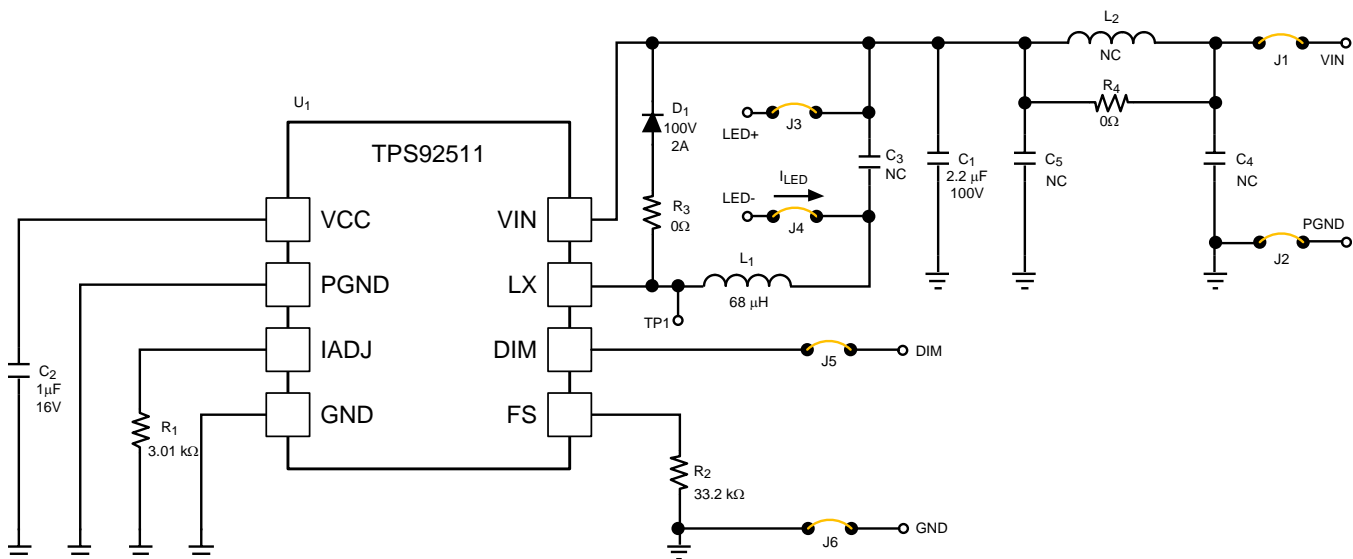 L2
NC
J1
VIN
R4
0Ω
U1
D1
100V
2A
LED+
J3
TPS92511
C3
NC
C1
2.2 μF
100V
C5
NC
C4
NC
ILED
LED-
J4
R3
0Ω
VCC
VIN
PGND
J2
L1
68 μH
PGND
LX
TP1
IADJ
DIM
J5
DIM
C2
1μF
16V
GND
FS
R1
3.01 kΩ
R2
33.2 kΩ
J6
GND